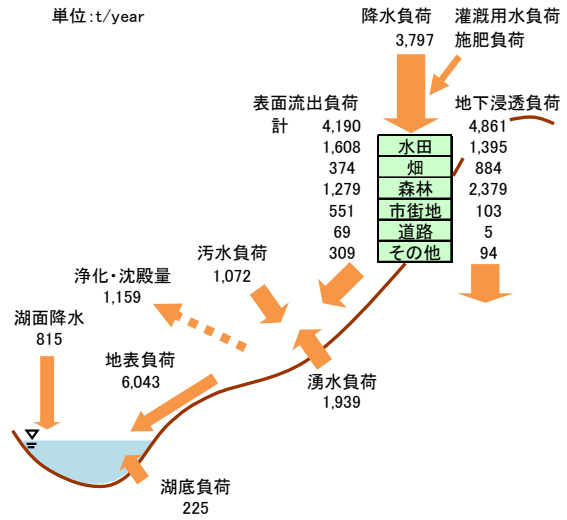 単位:t/year
降水負荷
3,797
灌漑用水負荷
施肥負荷
表面流出負荷
計 4,190
地下浸透負荷
4,861
1,608 水田 1,395
374 畑 884
1,279 森林 2,379
551 市街地 103
69 道路 5
309 その他 94
汚水負荷
1,072
浄化・沈殿量
1,159
湖面降水
815
地表負荷
6,043
湧水負荷
1,939
湖底負荷
225